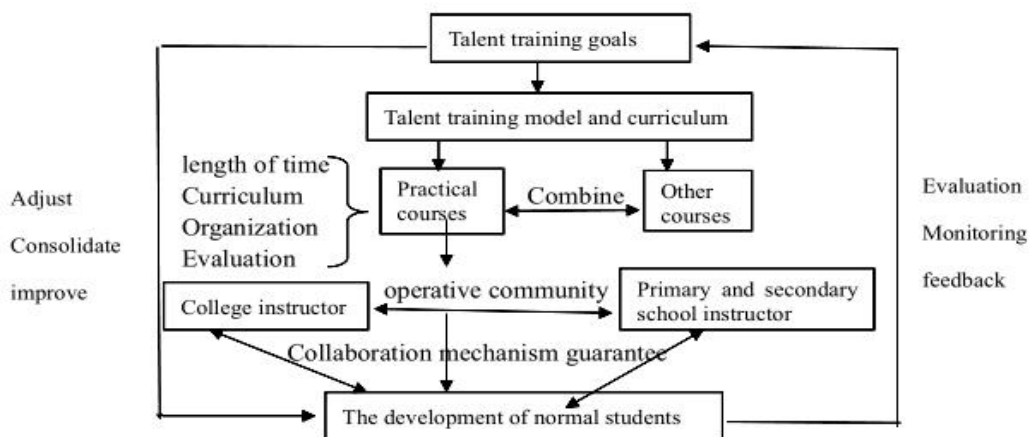 Talent training goals
Talent training model and curriculum
length of time
Curriculum
Organization
Evaluation
Practical
courses
Combine
Other
courses
Adjust
Consolidate
improve
Evaluation
Monitoring
feedback
College instructor
operative community
Primary and secondary
school instructor
Collaboration mechanism guarantee
The development of normal students